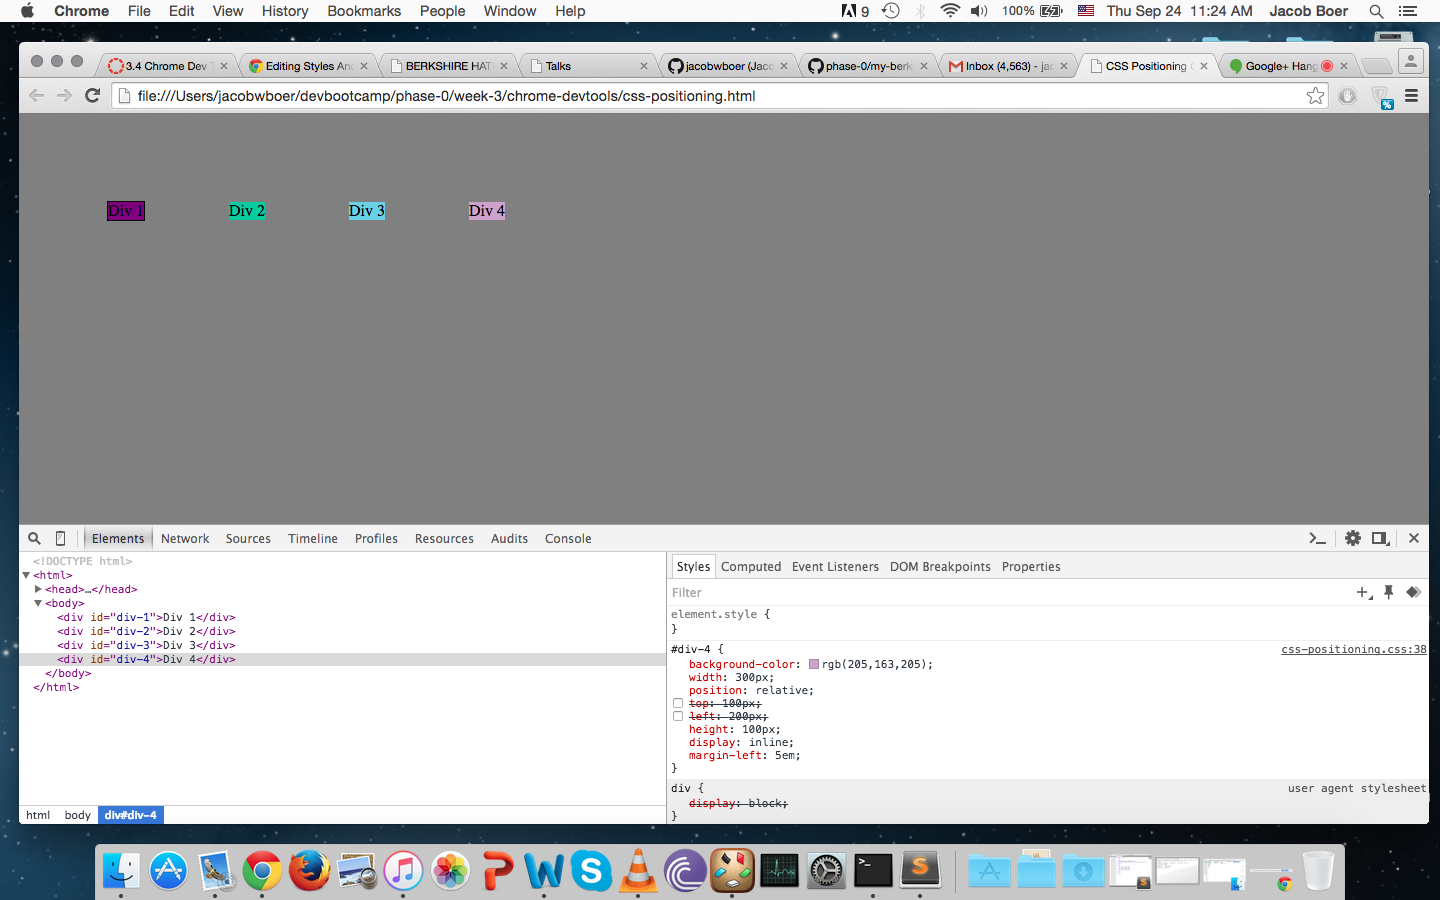 Chrome File Edit View History Bookmarks People Window Help 9 100% Thu Sep 24 11:24 AM Jacob Boer
3.4 Chrome Dev T Editing Styles And BERKSHIRE HAT Talks jacobwboer (Jaco phase-0/my-berk Inbox (4,563) - jac CSS Positioning Google+ Hang
file:///Users/jacobwboer/devbootcamp/phase-0/week-3/chrome-devtools/css-positioning.html
Div 1 Div 2 Div 3 Div 4
Elements Network Sources Timeline Profiles Resources Audits Console
<!DOCTYPE html>
<html>
<head>…</head>
<body>
<div id="div-1">Div 1</div>
<div id="div-2">Div 2</div>
<div id="div-3">Div 3</div>
<div id="div-4">Div 4</div>
</body>
</html>
html body div#div-4
Styles Computed Event Listeners DOM Breakpoints Properties
Filter
element.style {
}
#div-4 { css-positioning.css:38
background-color: rgb(205,163,205);
width: 300px;
position: relative;
top: 100px;
left: 200px;
height: 100px;
display: inline;
margin-left: 5em;
}
div { user agent stylesheet
display: block;
}